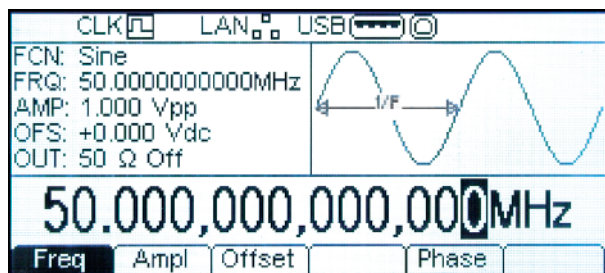 CLK LAN USB
FCN: Sine
FRQ: 50.0000000000MHz
AMP: 1.000 Vpp
OFS: +0.000 Vdc
OUT: 50 Ω Off
1/F
50.000,000,000,000MHz
Freq Ampl Offset Phase